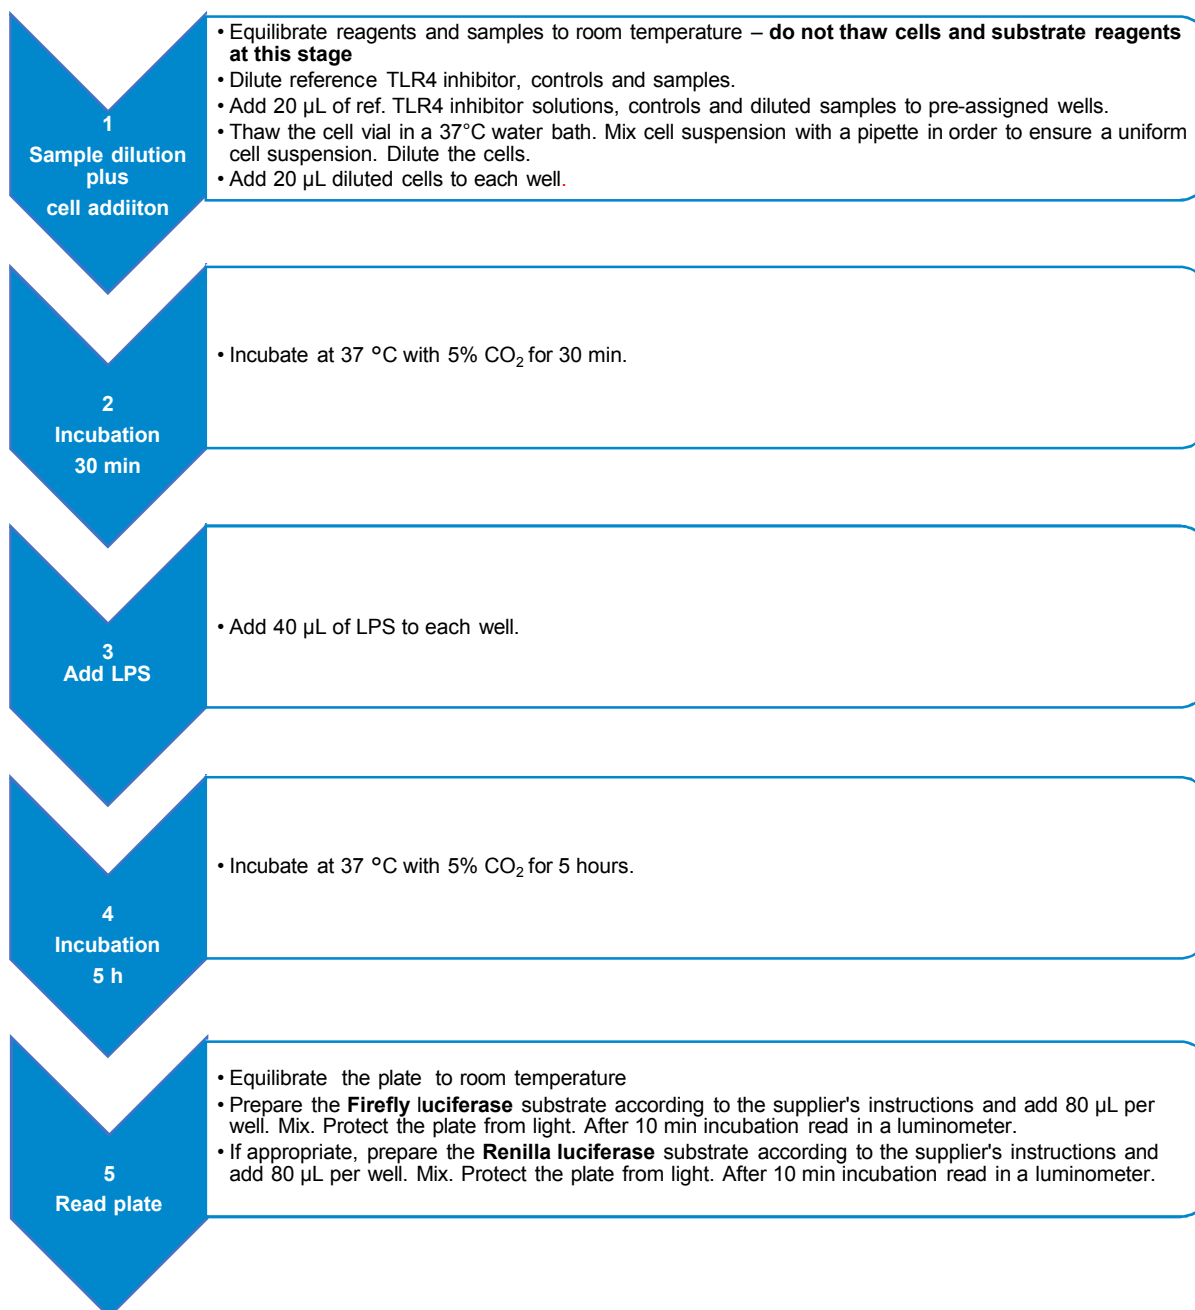 1
Sample dilution
plus
cell addiiton
• Equilibrate reagents and samples to room temperature – do not thaw cells and substrate reagents
at this stage
• Dilute reference TLR4 inhibitor, controls and samples.
• Add 20 µL of ref. TLR4 inhibitor solutions, controls and diluted samples to pre-assigned wells.
• Thaw the cell vial in a 37°C water bath. Mix cell suspension with a pipette in order to ensure a uniform
cell suspension. Dilute the cells.
• Add 20 µL diluted cells to each well.
2
Incubation
30 min
• Incubate at 37 °C with 5% CO₂ for 30 min.
3
Add LPS
• Add 40 µL of LPS to each well.
4
Incubation
5 h
• Incubate at 37 °C with 5% CO₂ for 5 hours.
5
Read plate
• Equilibrate the plate to room temperature
• Prepare the Firefly luciferase substrate according to the supplier's instructions and add 80 µL per
well. Mix. Protect the plate from light. After 10 min incubation read in a luminometer.
• If appropriate, prepare the Renilla luciferase substrate according to the supplier's instructions and
add 80 µL per well. Mix. Protect the plate from light. After 10 min incubation read in a luminometer.